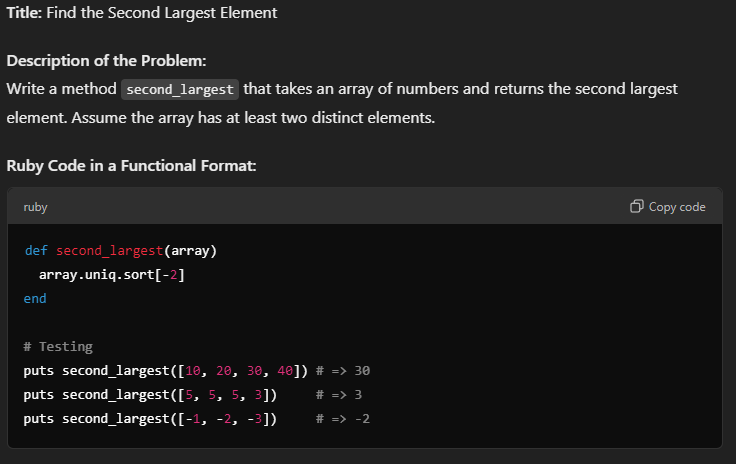 Title: Find the Second Largest Element
Description of the Problem:
Write a method second_largest that takes an array of numbers and returns the second largest
element. Assume the array has at least two distinct elements.
Ruby Code in a Functional Format:
ruby
Copy code
def second_largest(array)
  array.uniq.sort[-2]
end
# Testing
puts second_largest([10, 20, 30, 40]) # => 30
puts second_largest([5, 5, 5, 3])     # => 3
puts second_largest([-1, -2, -3])     # => -2